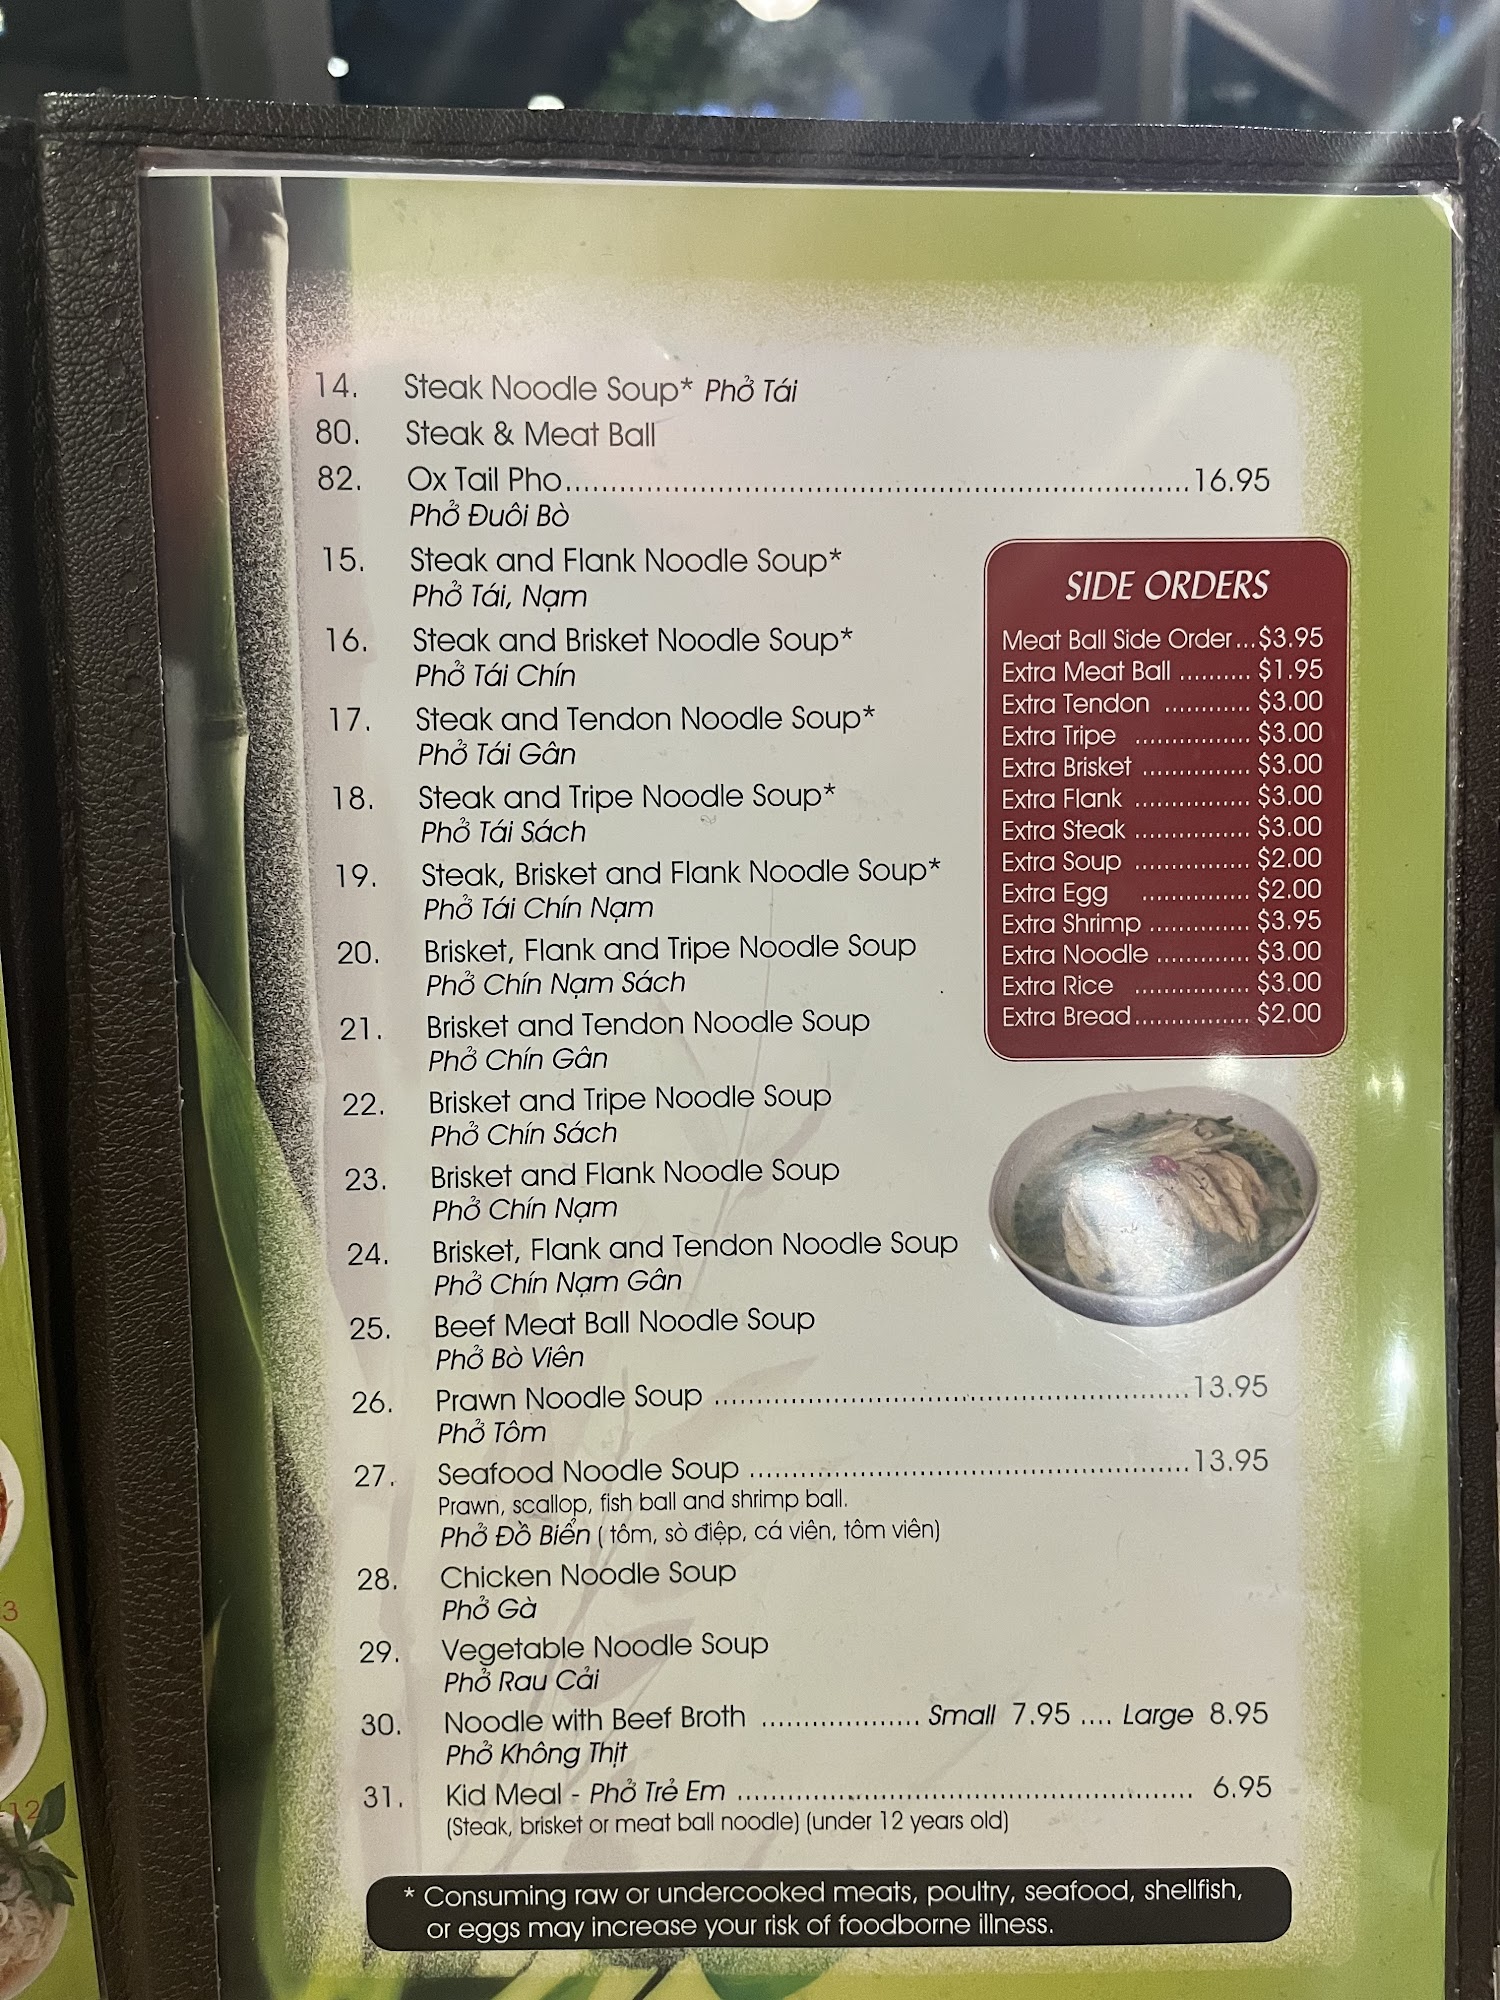 14. Steak Noodle Soup* Phở Tái
80. Steak & Meat Ball
82. Ox Tail Pho......................16.95
Phở Đuôi Bò
15. Steak and Flank Noodle Soup*
Phở Tái, Nạm
16. Steak and Brisket Noodle Soup*
Phở Tái Chín
17. Steak and Tendon Noodle Soup*
Phở Tái Gân
18. Steak and Tripe Noodle Soup*
Phở Tái Sách
19. Steak, Brisket and Flank Noodle Soup*
Phở Tái Chín Nạm
20. Brisket, Flank and Tripe Noodle Soup
Phở Chín Nạm Sách
21. Brisket and Tendon Noodle Soup
Phở Chín Gân
22. Brisket and Tripe Noodle Soup
Phở Chín Sách
23. Brisket and Flank Noodle Soup
Phở Chín Nạm
24. Brisket, Flank and Tendon Noodle Soup
Phở Chín Nạm Gân
25. Beef Meat Ball Noodle Soup
Phở Bò Viên
26. Prawn Noodle Soup ......................13.95
Phở Tôm
27. Seafood Noodle Soup ......................13.95
Prawn, scallop, fish ball and shrimp ball.
Phở Đồ Biển ( tôm, sò điệp, cá viên, tôm viên)
28. Chicken Noodle Soup
Phở Gà
29. Vegetable Noodle Soup
Phở Rau Cải
30. Noodle with Beef Broth ................... Small 7.95 .... Large 8.95
Phở Không Thịt
31. Kid Meal - Phở Trẻ Em ...................... 6.95
(Steak, brisket or meat ball noodle) (under 12 years old)
SIDE ORDERS
Meat Ball Side Order...$3.95
Extra Meat Ball .......... $1.95
Extra Tendon ............ $3.00
Extra Tripe ................ $3.00
Extra Brisket ............... $3.00
Extra Flank ................ $3.00
Extra Steak ................ $3.00
Extra Soup ................ $2.00
Extra Egg ............... $2.00
Extra Shrimp .............. $3.95
Extra Noodle ............. $3.00
Extra Rice ................ $3.00
Extra Bread................ $2.00
* Consuming raw or undercooked meats, poultry, seafood, shellfish,
or eggs may increase your risk of foodborne illness.
3
12